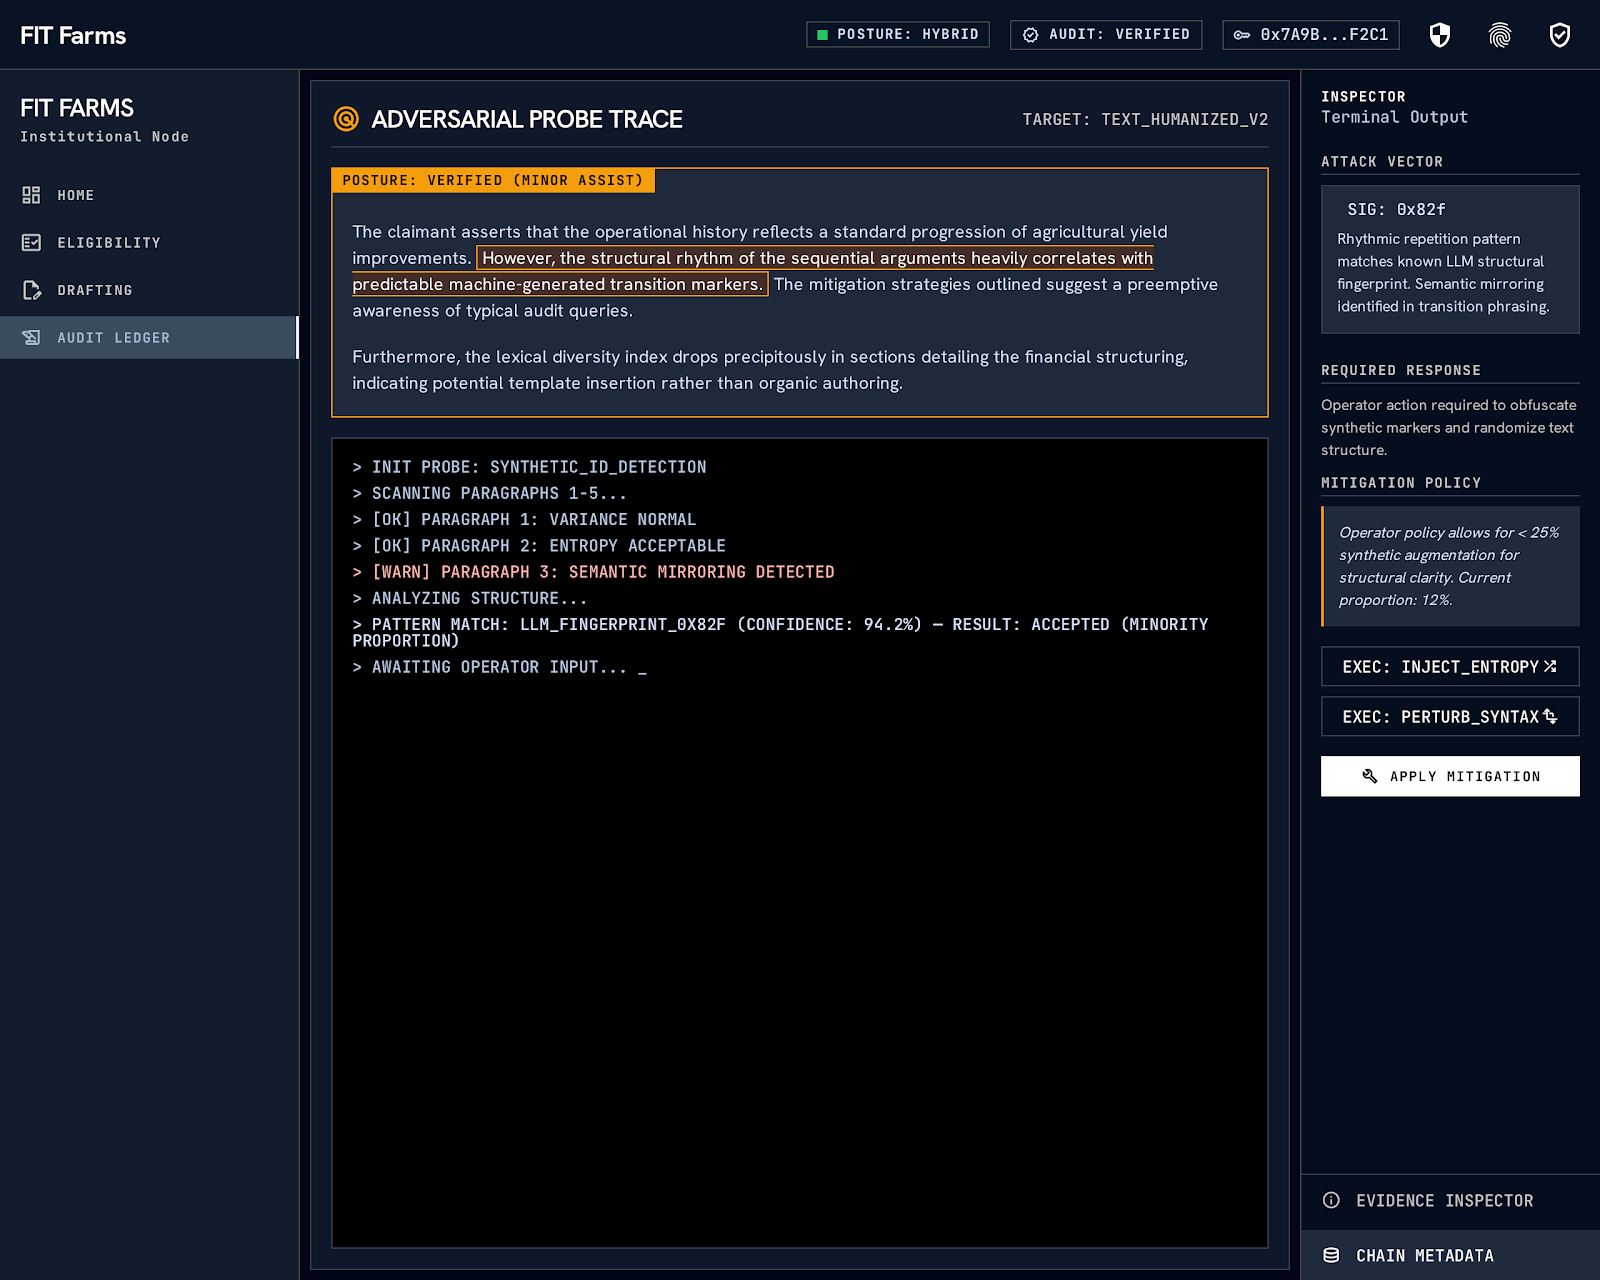 FIT Farms
POSTURE: HYBRID
AUDIT: VERIFIED
0x7A9B...F2C1
FIT FARMS
Institutional Node
HOME
ELIGIBILITY
DRAFTING
AUDIT LEDGER
ADVERSARIAL PROBE TRACE
TARGET: TEXT_HUMANIZED_V2
POSTURE: VERIFIED (MINOR ASSIST)
The claimant asserts that the operational history reflects a standard progression of agricultural yield
improvements. However, the structural rhythm of the sequential arguments heavily correlates with
predictable machine-generated transition markers. The mitigation strategies outlined suggest a preemptive
awareness of typical audit queries.
Furthermore, the lexical diversity index drops precipitously in sections detailing the financial structuring,
indicating potential template insertion rather than organic authoring.
> INIT PROBE: SYNTHETIC_ID_DETECTION
> SCANNING PARAGRAPHS 1-5...
> [OK] PARAGRAPH 1: VARIANCE NORMAL
> [OK] PARAGRAPH 2: ENTROPY ACCEPTABLE
> [WARN] PARAGRAPH 3: SEMANTIC MIRRORING DETECTED
> ANALYZING STRUCTURE...
> PATTERN MATCH: LLM_FINGERPRINT_0X82F (CONFIDENCE: 94.2%) — RESULT: ACCEPTED (MINORITY
PROPORTION)
> AWAITING OPERATOR INPUT... _
INSPECTOR
Terminal Output
ATTACK VECTOR
SIG: 0x82f
Rhythmic repetition pattern
matches known LLM structural
fingerprint. Semantic mirroring
identified in transition phrasing.
REQUIRED RESPONSE
Operator action required to obfuscate
synthetic markers and randomize text
structure.
MITIGATION POLICY
Operator policy allows for < 25%
synthetic augmentation for
structural clarity. Current
proportion: 12%.
EXEC: INJECT_ENTROPY
EXEC: PERTURB_SYNTAX
APPLY MITIGATION
EVIDENCE INSPECTOR
CHAIN METADATA